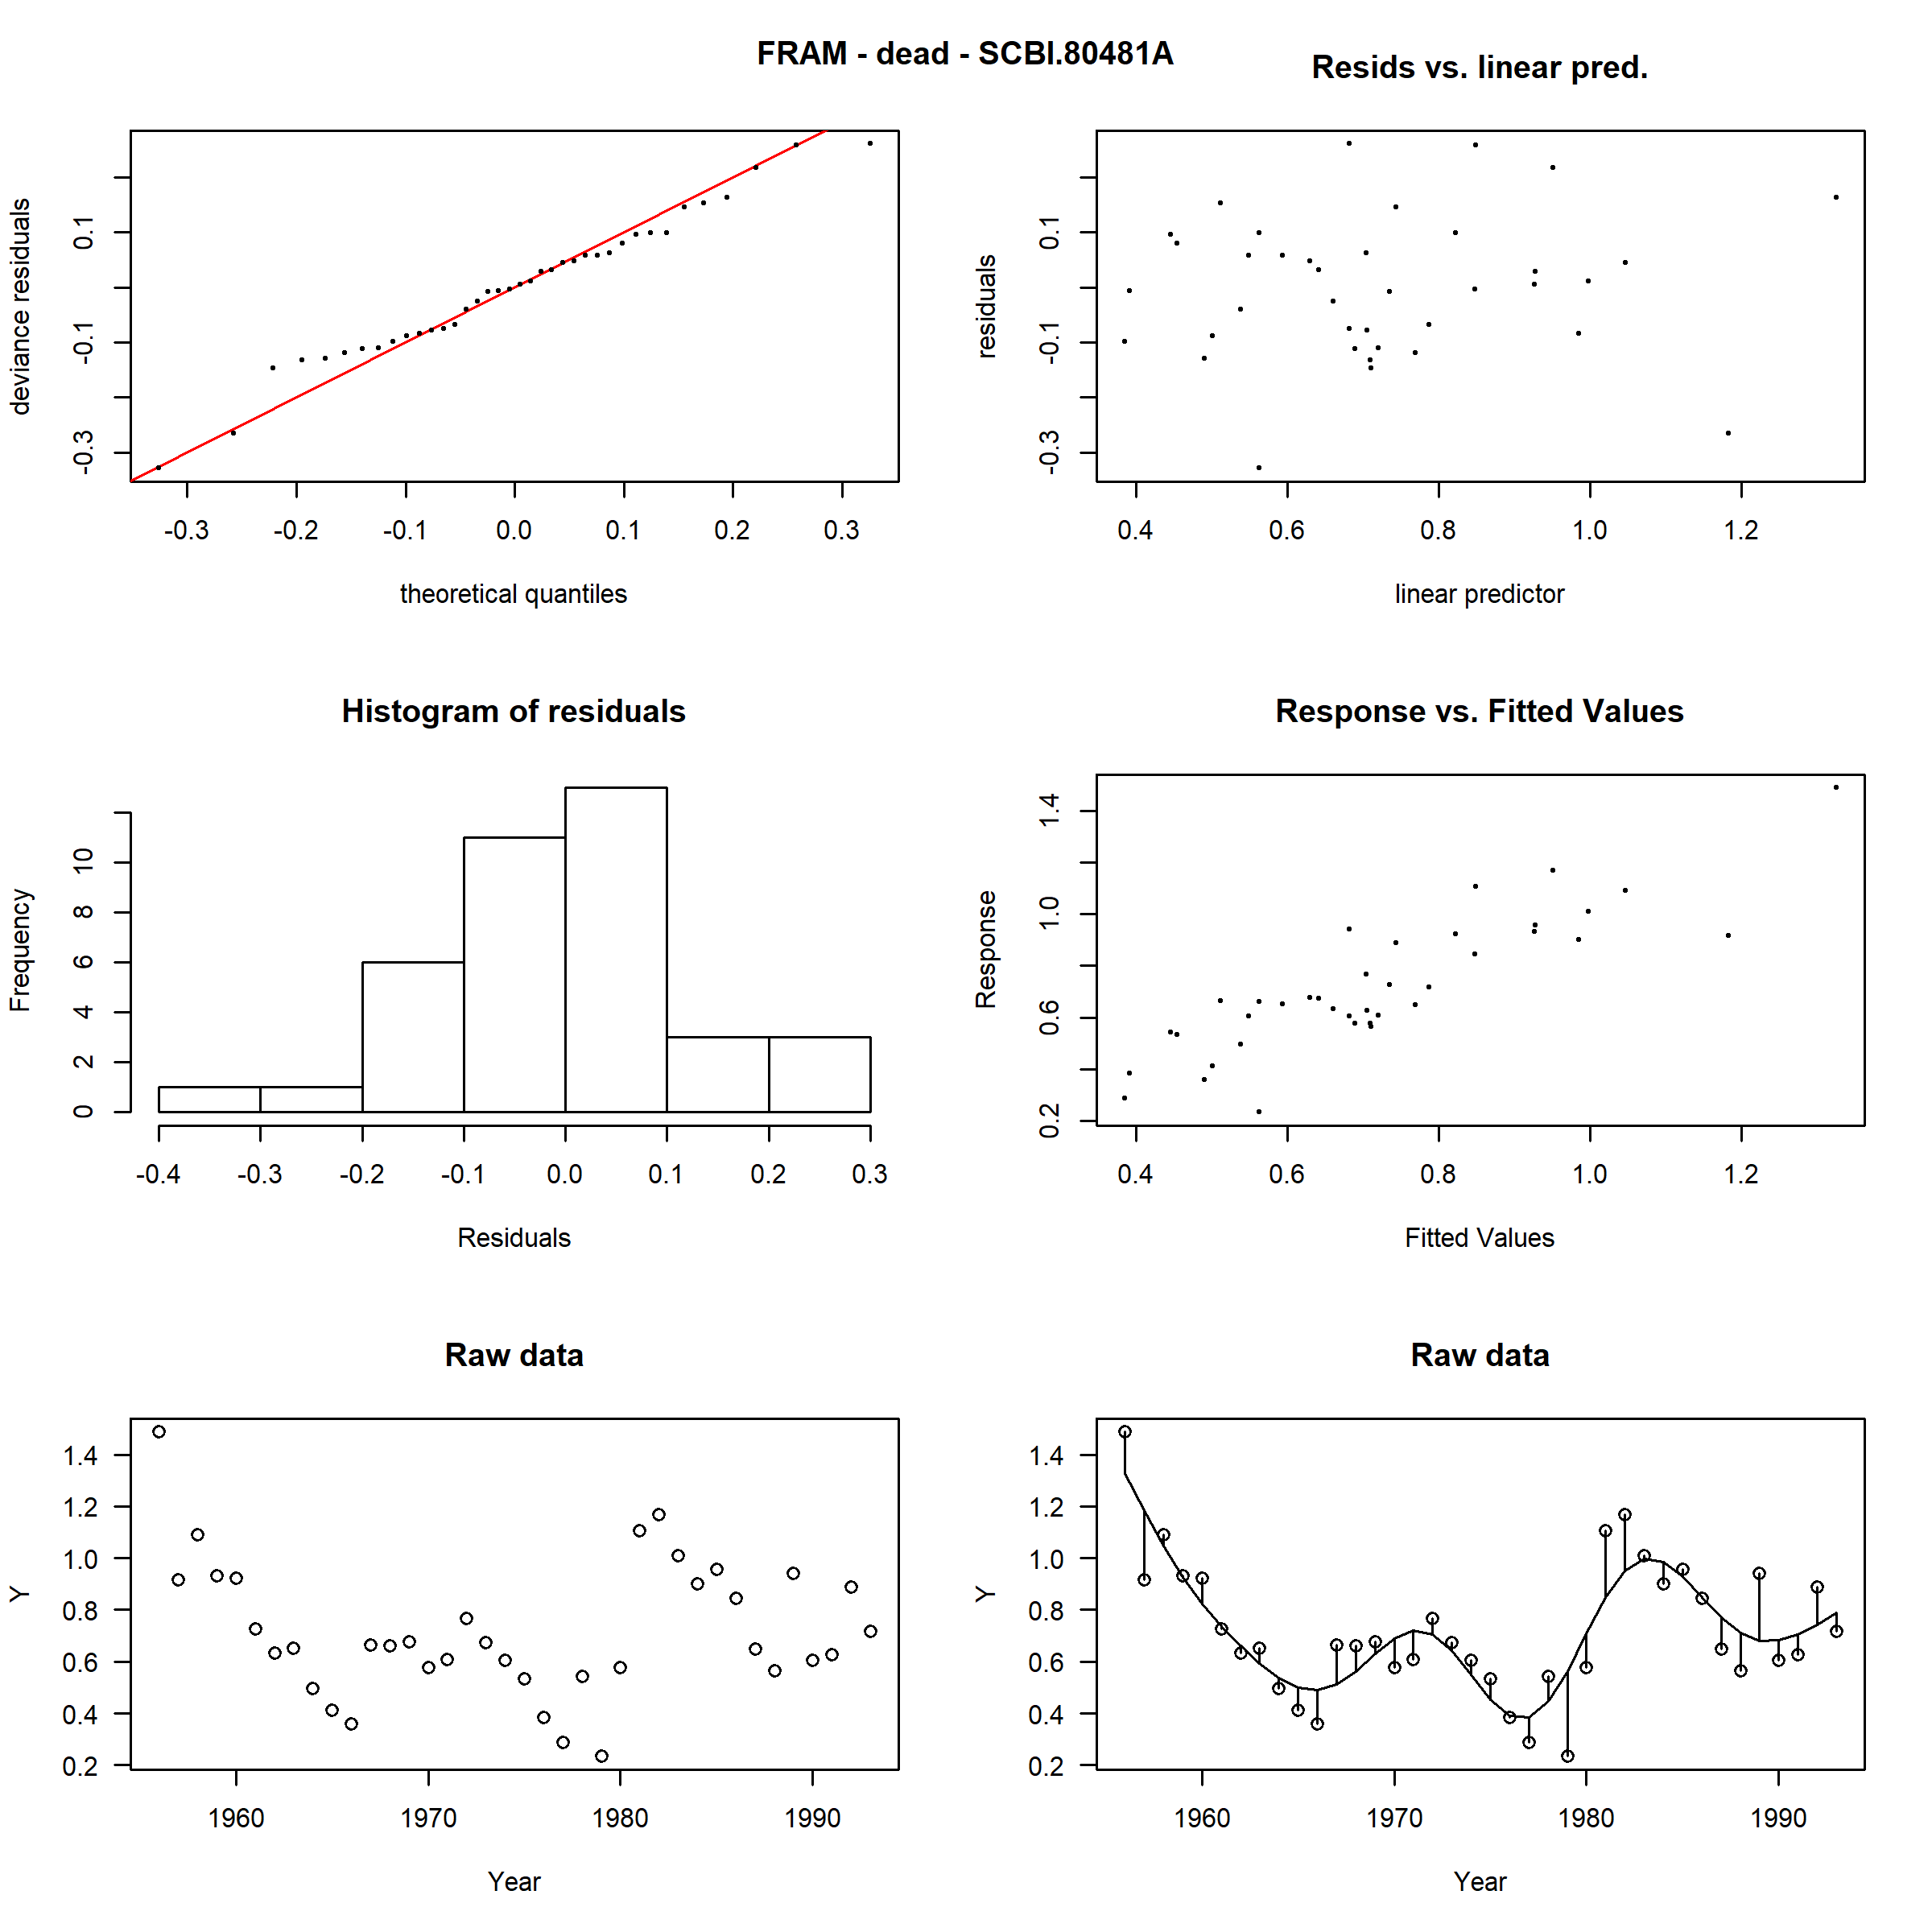 FRAM - dead - SCBI.80481A
Resids vs. linear pred.
deviance residuals
0.1
-0.1
-0.3
-0.3 -0.2 -0.1 0.0 0.1 0.2 0.3
theoretical quantiles
residuals
0.1
-0.1
-0.3
0.4 0.6 0.8 1.0 1.2
linear predictor
Histogram of residuals
Frequency
10
8
6
4
2
0
-0.4 -0.3 -0.2 -0.1 0.0 0.1 0.2 0.3
Residuals
Response vs. Fitted Values
Response
1.4
1.0
0.6
0.2
0.4 0.6 0.8 1.0 1.2
Fitted Values
Raw data
Y
1.4
1.2
1.0
0.8
0.6
0.4
0.2
1960 1970 1980 1990
Year
Raw data
Y
1.4
1.2
1.0
0.8
0.6
0.4
0.2
1960 1970 1980 1990
Year